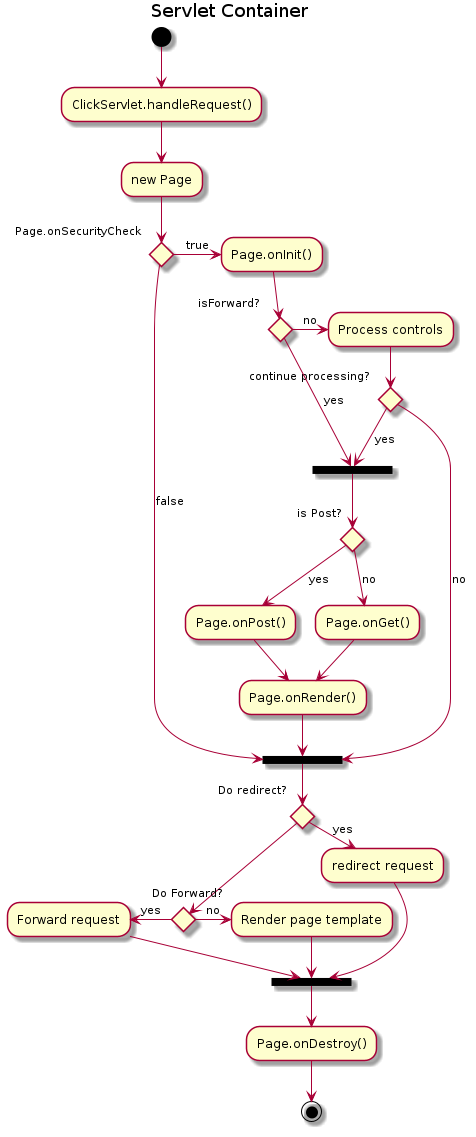 Servlet Container
ClickServlet.handleRequest()
new Page
Page.onSecurityCheck
true
Page.onInit()
isForward?
no
Process controls
continue processing?
yes
yes
false
is Post?
yes
no
no
Page.onPost()
Page.onGet()
Page.onRender()
Do redirect?
yes
redirect request
Do Forward?
yes
no
Forward request
Render page template
Page.onDestroy()